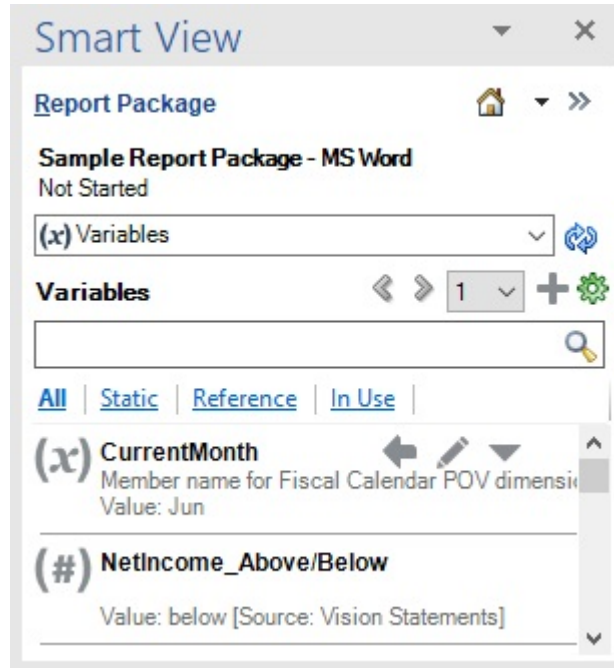 Smart View
Report Package
Sample Report Package - MS Word
Not Started
(x) Variables
Variables 1
All | Static | Reference | In Use |
(x) CurrentMonth
Member name for Fiscal Calendar POV dimensi
Value: Jun
(#) NetIncome_Above/Below
Value: below [Source: Vision Statements]